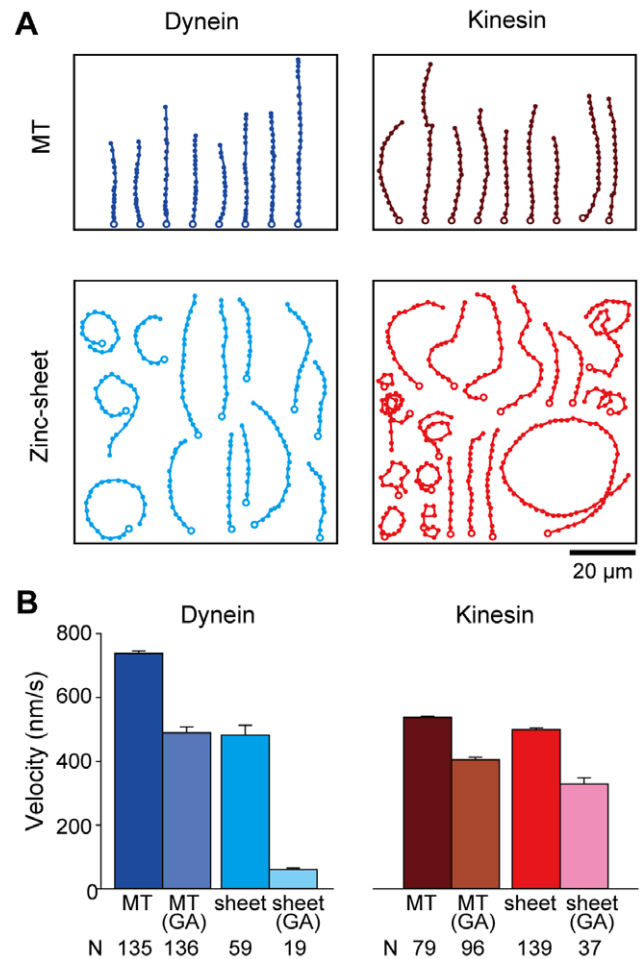 A
Dynein Kinesin
MT
Zinc-sheet
20 μm
B
Dynein Kinesin
Velocity (nm/s)
800
600
400
200
0
MT MT (GA) sheet sheet (GA) MT MT (GA) sheet sheet (GA)
N 135 136 59 19 N 79 96 139 37